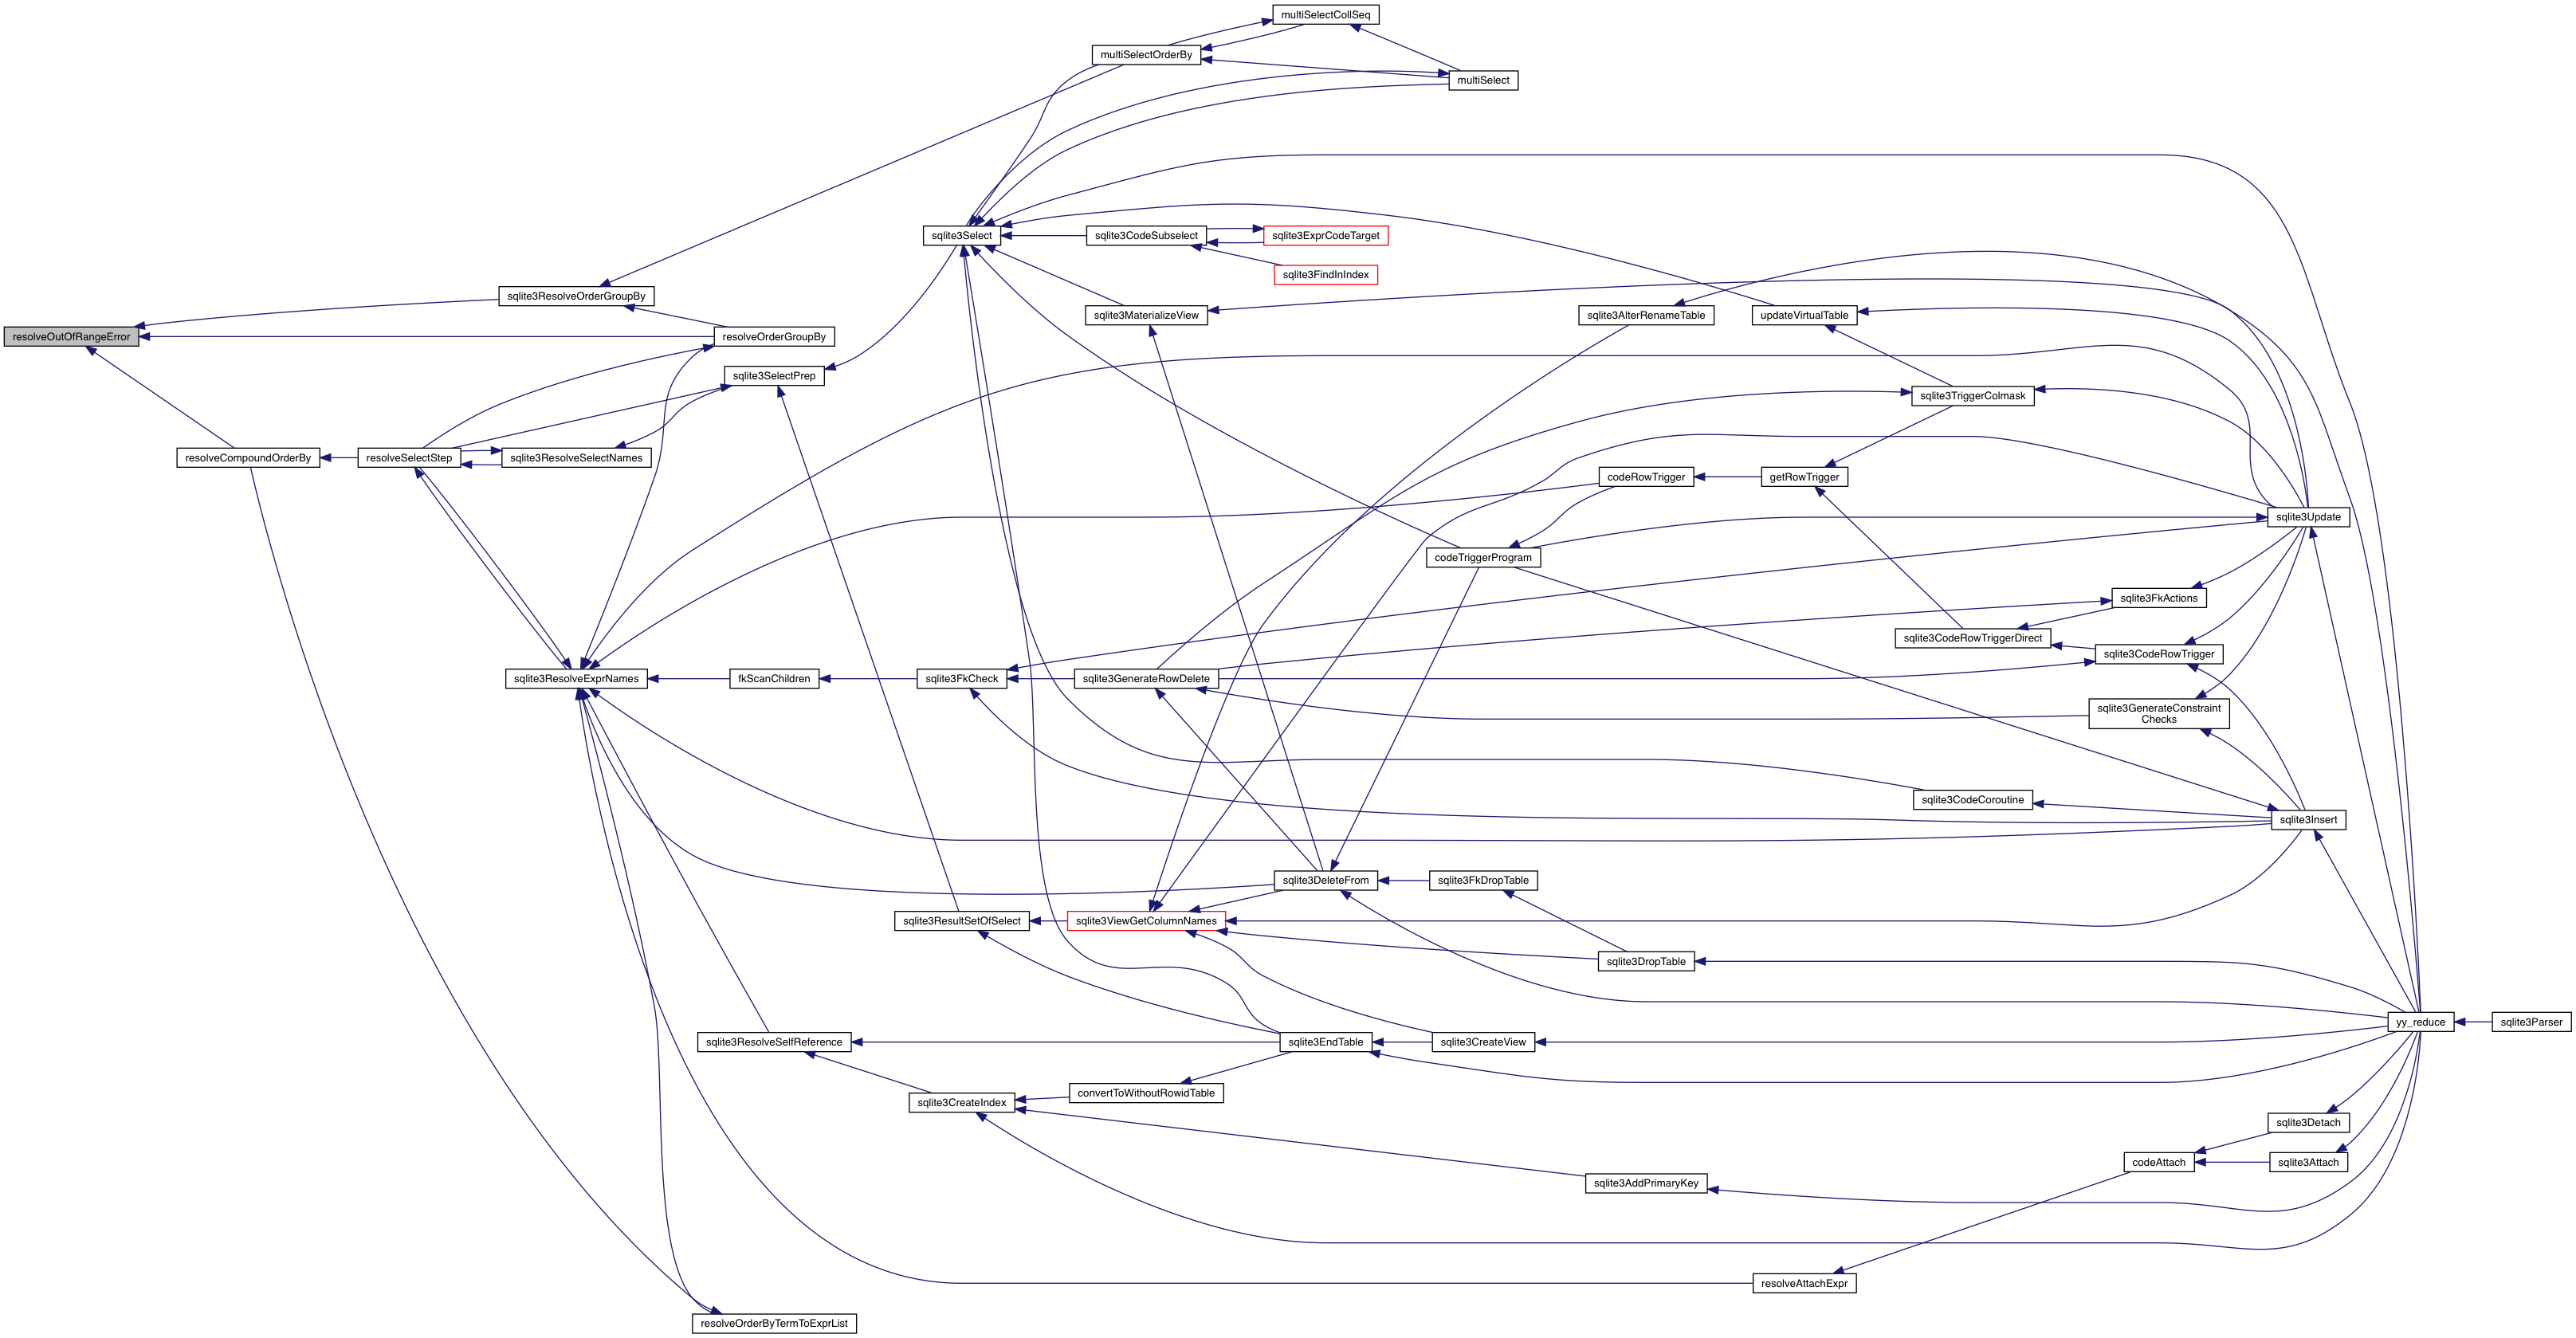 multiSelectCollSeq
multiSelectOrderBy
multiSelect
sqlite3Select
sqlite3CodeSubselect
sqlite3ExprCodeTarget
sqlite3FindInIndex
sqlite3ResolveOrderGroupBy
sqlite3MaterializeView
sqlite3AlterRenameTable
updateVirtualTable
resolveOutOfRangeError
resolveOrderGroupBy
sqlite3SelectPrep
sqlite3TriggerColmask
resolveCompoundOrderBy
resolveSelectStep
sqlite3ResolveSelectNames
codeRowTrigger
getRowTrigger
sqlite3Update
codeTriggerProgram
sqlite3FkActions
sqlite3CodeRowTriggerDirect
sqlite3CodeRowTrigger
sqlite3ResolveExprNames
fkScanChildren
sqlite3FkCheck
sqlite3GenerateRowDelete
sqlite3GenerateConstraint
Checks
sqlite3CodeCoroutine
sqlite3Insert
sqlite3DeleteFrom
sqlite3FkDropTable
sqlite3ResultSetOfSelect
sqlite3ViewGetColumnNames
sqlite3DropTable
yy_reduce
sqlite3Parser
sqlite3ResolveSelfReference
sqlite3EndTable
sqlite3CreateView
convertToWithoutRowidTable
sqlite3CreateIndex
sqlite3Detach
codeAttach
sqlite3Attach
sqlite3AddPrimaryKey
resolveAttachExpr
resolveOrderByTermToExprList